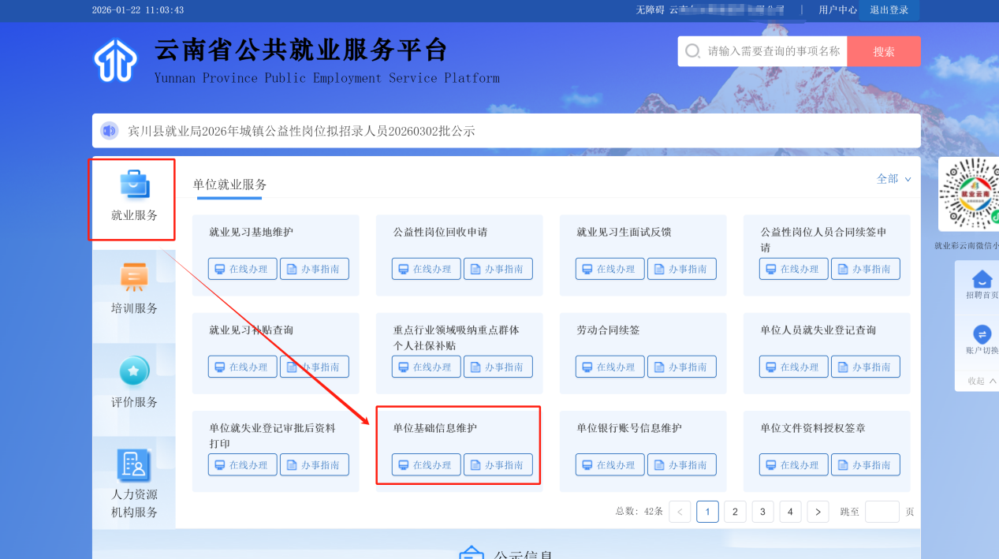 2026-01-22 11:03:43
无障碍 云南
用户中心
退出登录
云南省公共就业服务平台
Yunnan Province Public Employment Service Platform
请输入需要查询的事项名称
搜索
宾川县就业局2026年城镇公益性岗位拟招录人员20260302批公示
就业服务
培训服务
评价服务
人力资源
机构服务
单位就业服务
全部
就业见习基地维护
在线办理
办事指南
公益性岗位回收申请
在线办理
办事指南
就业见习生面试反馈
在线办理
办事指南
公益性岗位人员合同续签申
请
在线办理
办事指南
就业见习补贴查询
在线办理
办事指南
重点行业领域吸纳重点群体
个人社保补贴
在线办理
办事指南
劳动合同续签
在线办理
办事指南
单位人员就失业登记查询
在线办理
办事指南
单位就失业登记审批后资料
打印
在线办理
办事指南
单位基础信息维护
在线办理
办事指南
单位银行账号信息维护
在线办理
办事指南
单位文件资料授权签章
在线办理
办事指南
总数: 42条
<
1
2
3
4
>
跳至
页
就业云南
就业彩云南微信小
招聘首页
账户切换
收起
公示信息